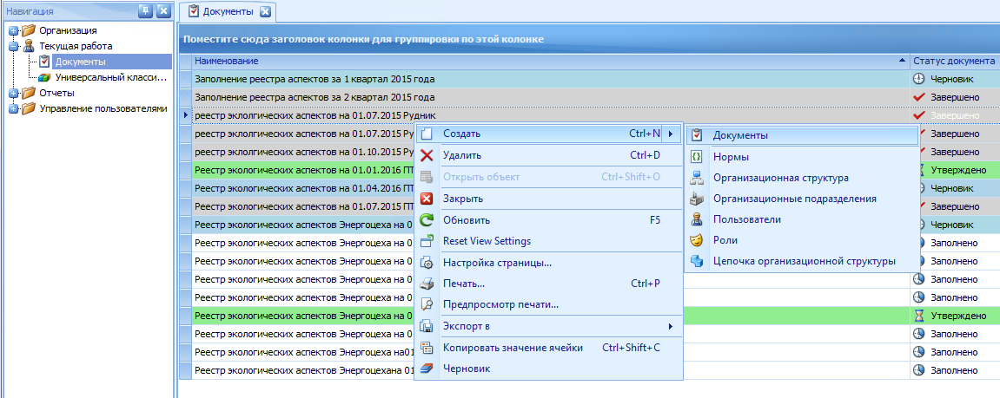 Навигация
Организация
Текущая работа
Документы
Универсальный класси...
Отчеты
Управление пользователями
Документы
Поместите сюда заголовок колонки для группировки по этой колонке
Наименование Статус документа
Заполнение реестра аспектов за 1 квартал 2015 года Черновик
Заполнение реестра аспектов за 2 квартал 2015 года Завершено
реестр эклологических аспектов на 01.07.2015 Рудник Завершено
реестр эклологических аспектов на 01.07.2015 Ру Завершено
реестр экологических аспектов на 01.10.2015 Ру Завершено
Реестр экологических аспектов на 01.01.2016 ПТ Утверждено
Реестр экологических аспектов на 01.04.2016 ПТ Черновик
Реестр экологических аспектов на 01.07.2015 ПТ Завершено
Реестр экологических аспектов Энергоцеха на 0 Черновик
Реестр экологических аспектов Энергоцеха на 0 Заполнено
Реестр экологических аспектов Энергоцеха на 0 Заполнено
Реестр экологических аспектов Энергоцеха на 0 Заполнено
Реестр экологических аспектов Энергоцеха на 0 Заполнено
Реестр экологических аспектов Энергоцеха на 0 Утверждено
Реестр экологических аспектов Энергоцеха на 0 Заполнено
Реестр экологических аспектов Энергоцеха на01 Заполнено
Реестр экологических аспектов Энергоцехана 01 Заполнено
Создать Ctrl+N
Удалить Ctrl+D
Открыть объект Ctrl+Shift+O
Закрыть
Обновить F5
Reset View Settings
Настройка страницы...
Печать... Ctrl+P
Предпросмотр печати...
Экспорт в
Копировать значение ячейки Ctrl+Shift+C
Черновик
Документы
Нормы
Организационная структура
Организационные подразделения
Пользователи
Роли
Цепочка организационной структуры